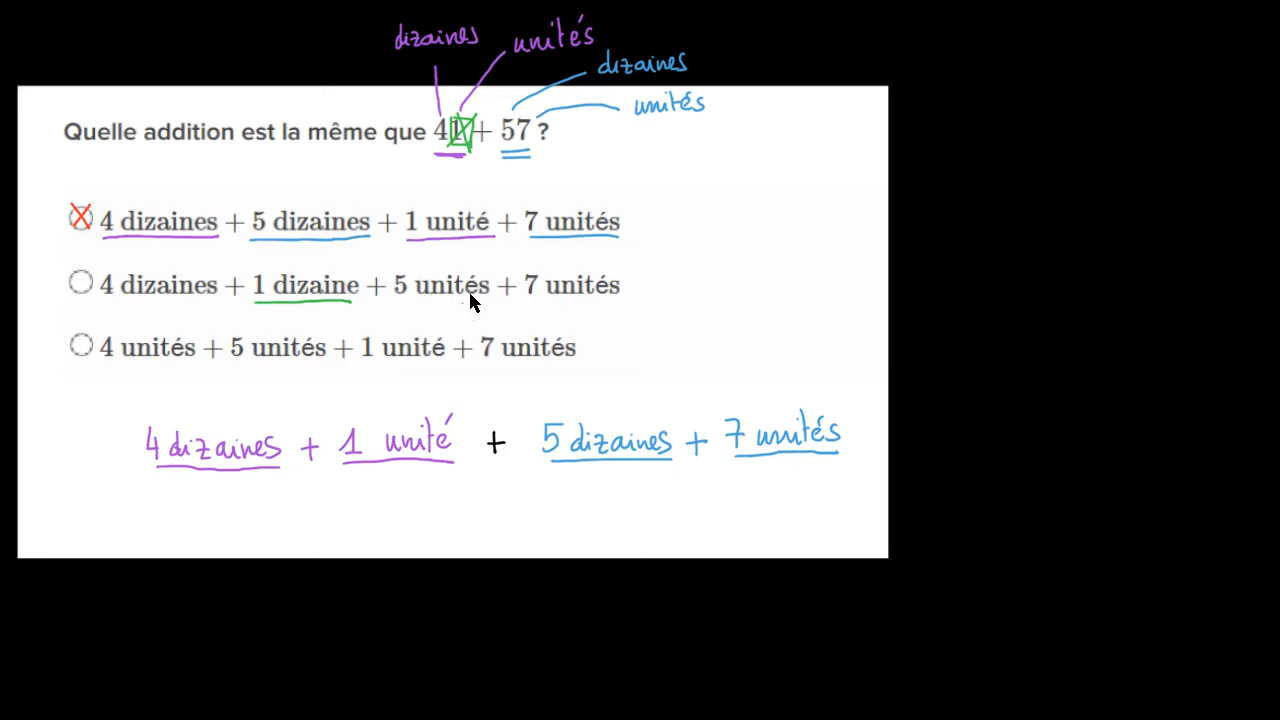 dizaines unités
dizaines
unités
Quelle addition est la même que 41 + 57 ?
4 dizaines + 5 dizaines + 1 unité + 7 unités
4 dizaines + 1 dizaine + 5 unités + 7 unités
4 unités + 5 unités + 1 unité + 7 unités
4 dizaines + 1 unité + 5 dizaines + 7 unités